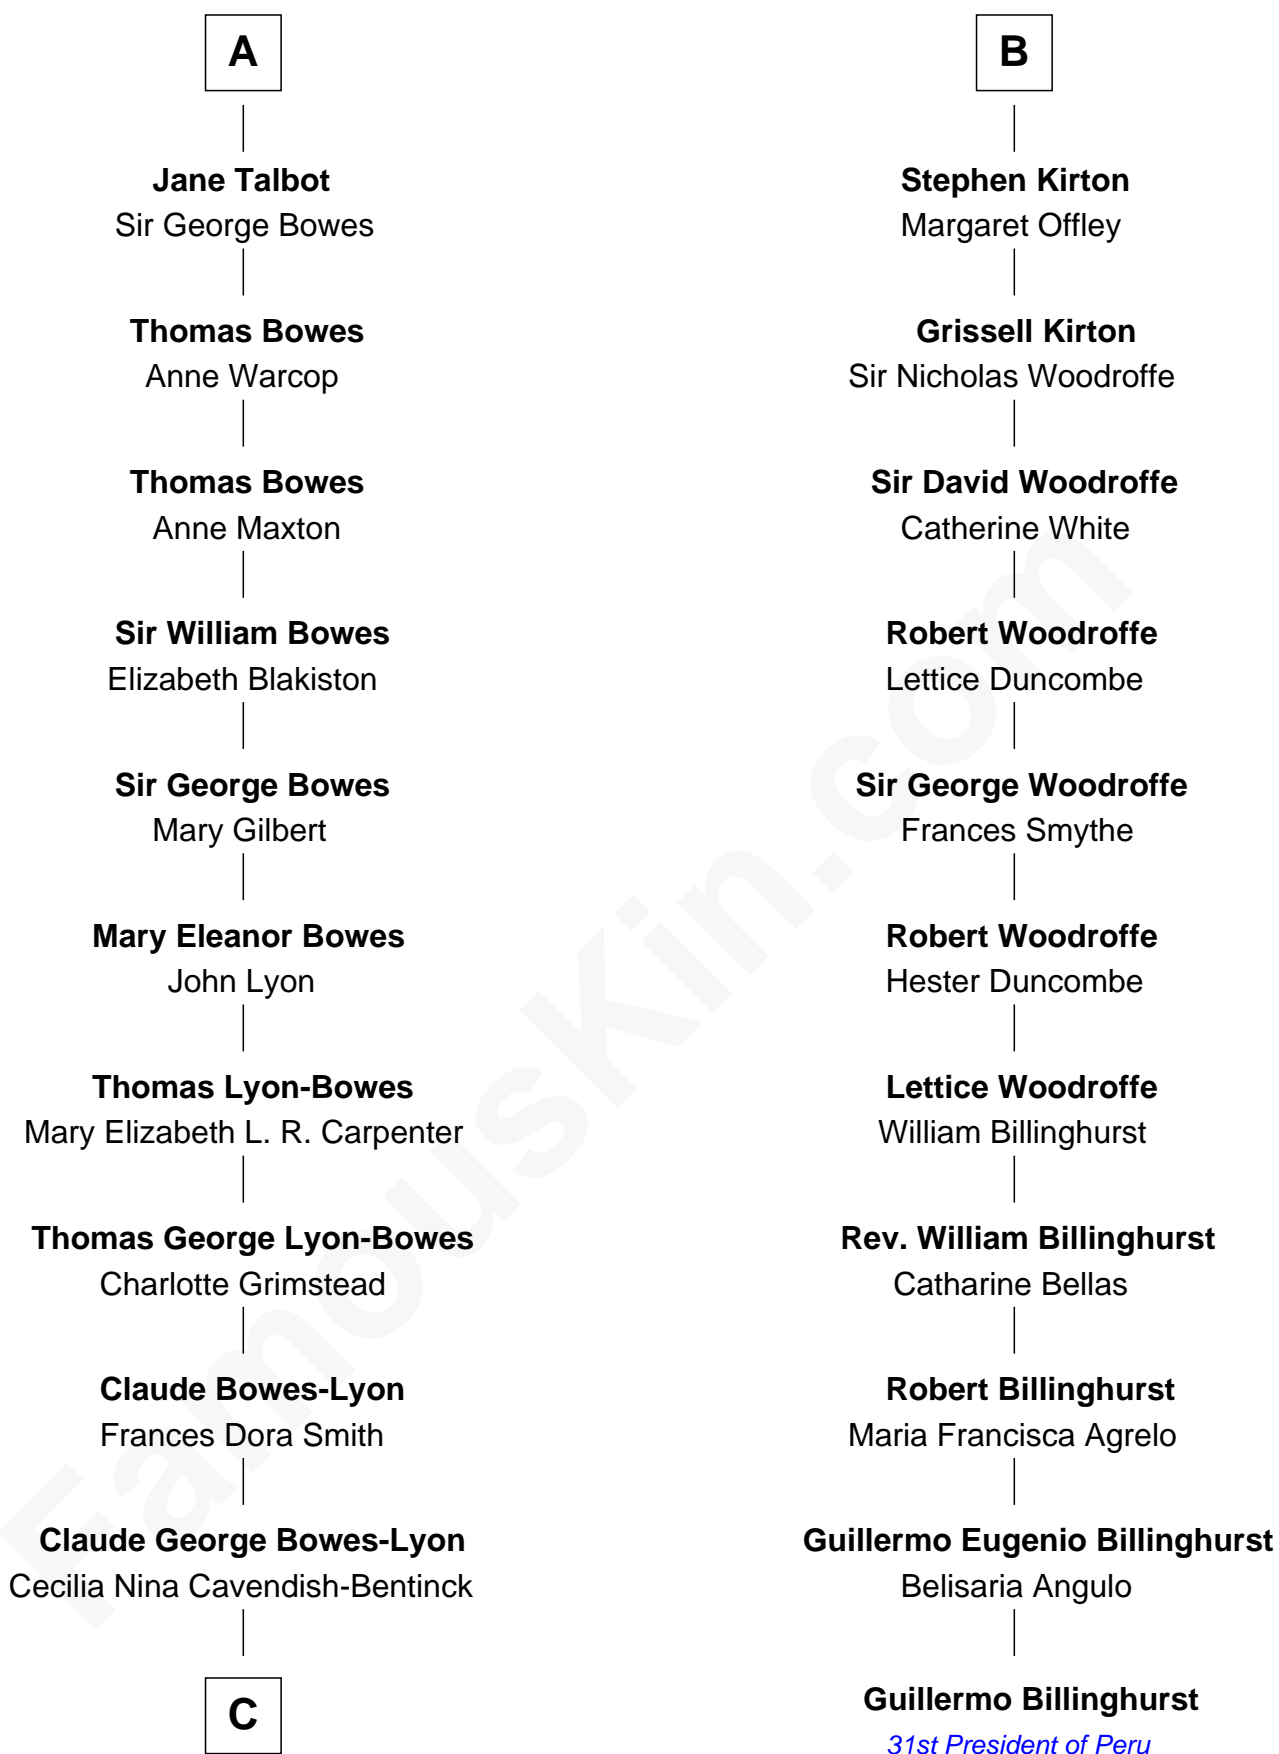 A
Jane Talbot
Sir George Bowes
Thomas Bowes
Anne Warcop
Thomas Bowes
Anne Maxton
Sir William Bowes
Elizabeth Blakiston
Sir George Bowes
Mary Gilbert
Mary Eleanor Bowes
John Lyon
Thomas Lyon-Bowes
Mary Elizabeth L. R. Carpenter
Thomas George Lyon-Bowes
Charlotte Grimstead
Claude Bowes-Lyon
Frances Dora Smith
Claude George Bowes-Lyon
Cecilia Nina Cavendish-Bentinck
C
B
Stephen Kirton
Margaret Offley
Grissell Kirton
Sir Nicholas Woodroffe
Sir David Woodroffe
Catherine White
Robert Woodroffe
Lettice Duncombe
Sir George Woodroffe
Frances Smythe
Robert Woodroffe
Hester Duncombe
Lettice Woodroffe
William Billinghurst
Rev. William Billinghurst
Catharine Bellas
Robert Billinghurst
Maria Francisca Agrelo
Guillermo Eugenio Billinghurst
Belisaria Angulo
Guillermo Billinghurst
31st President of Peru
FamousKin.com